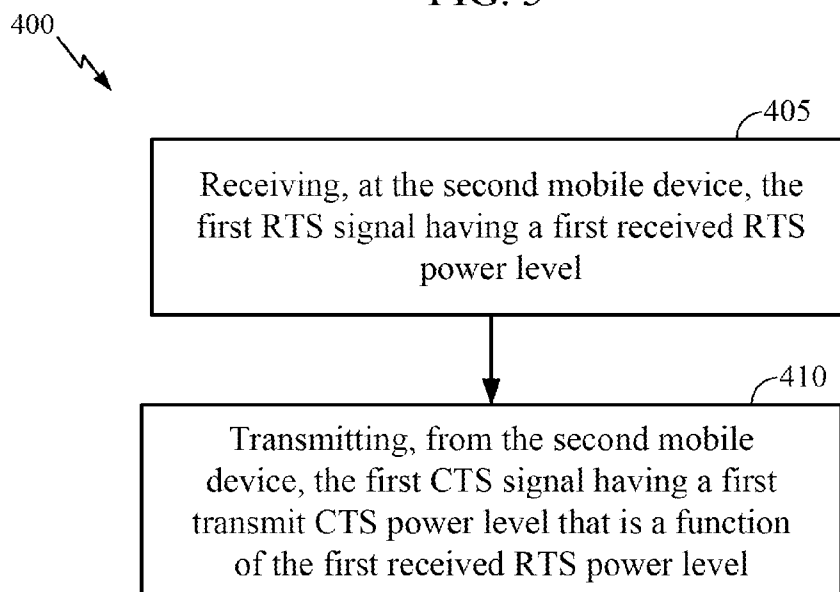 FIG. 3
400
405
Receiving, at the second mobile device, the
first RTS signal having a first received RTS
power level
410
Transmitting, from the second mobile
device, the first CTS signal having a first
transmit CTS power level that is a function
of the first received RTS power level